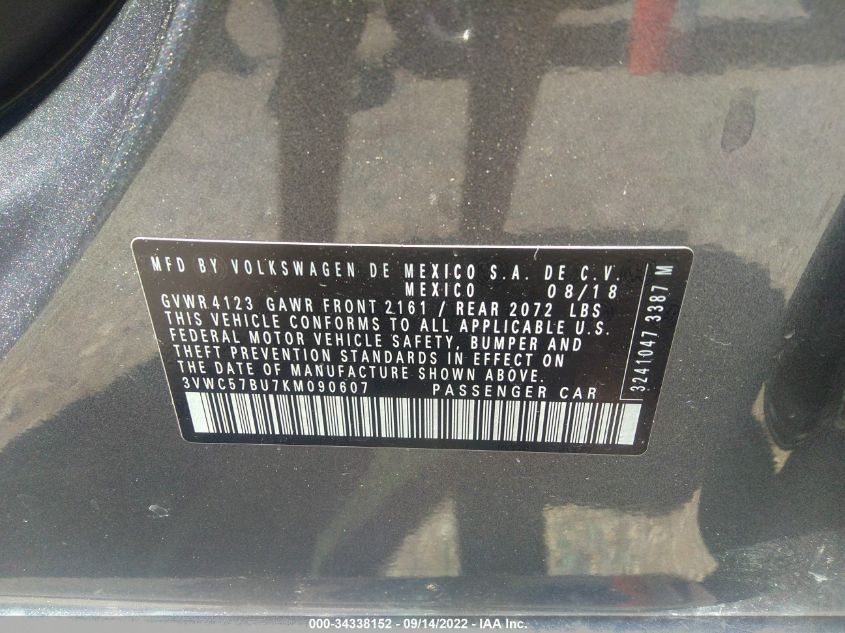 MFD BY VOLKSWAGEN DE MEXICO S.A. DE C.V.
MEXICO 08/18
GVWR 4123 GAWR FRONT 2161 / REAR 2072 LBS
THIS VEHICLE CONFORMS TO ALL APPLICABLE U.S.
FEDERAL MOTOR VEHICLE SAFETY, BUMPER AND
THEFT PREVENTION STANDARDS IN EFFECT ON
THE DATE OF MANUFACTURE SHOWN ABOVE.
3VWC57BU7KM090607 PASSENGER CAR
3241047 3387 M
000-34338152 - 09/14/2022 - IAA Inc.